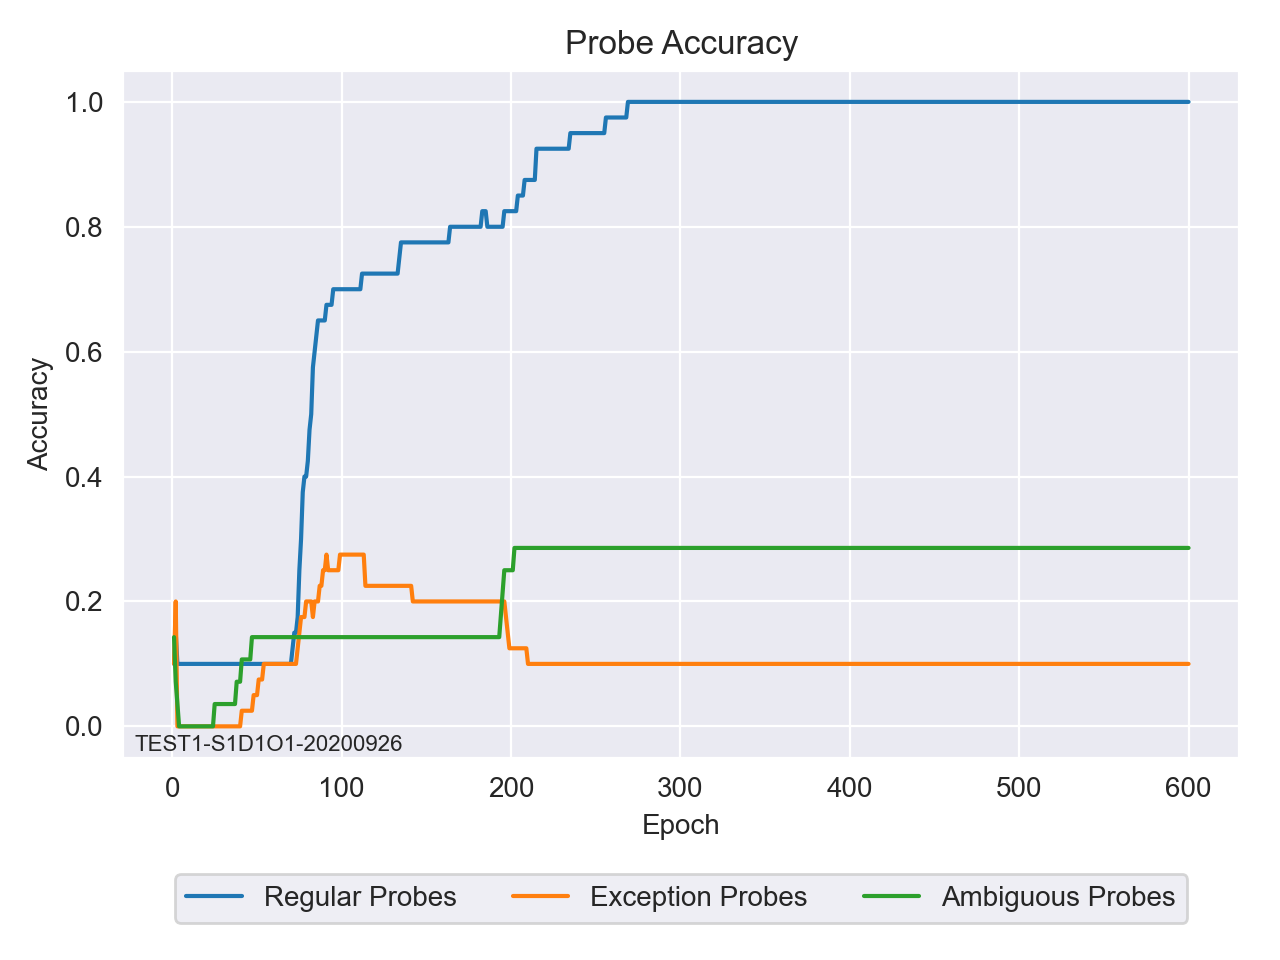 Probe Accuracy
Accuracy
1.0
0.8
0.6
0.4
0.2
0.0
TEST1-S1D1O1-20200926
0 100 200 300 400 500 600
Epoch
Regular Probes Exception Probes Ambiguous Probes